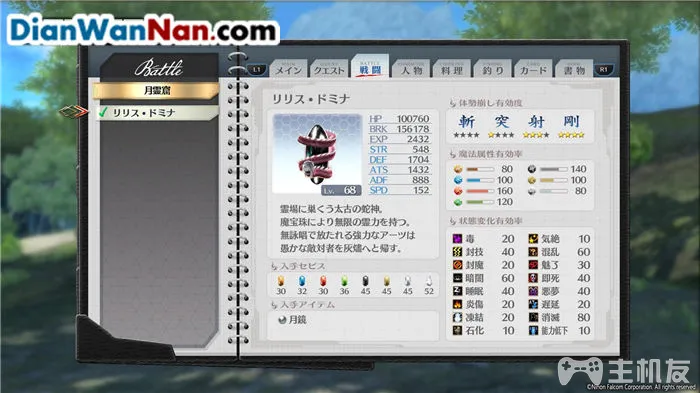 DianWanNan.Com
Battle
月霊窟
リリス・ドミナ
L1 メイン クエスト 戦闘 人物 料理 釣り カード 書物 R1
BATTLE
リリス・ドミナ
Lv. 68
HP 100760
BRK 156178
EXP 2432
STR 548
DEF 1704
ATS 1432
ADF 888
SPD 152
霊場に巣くう太古の蛇神。
魔宝珠により無限の霊力を持つ。
無詠唱で放たれる強力なアーツは
愚かな敵対者を灰燼へと帰す。
入手セピス
30 32 30 36 45 45 45 52
入手アイテム
月鏡
体勢崩し有効度
斬 突 射 剛
★★★★ ★ ★★★★ ★★★★
魔法属性有効率
80 140
100 100
160 80
120
状態変化有効率
毒 20 気絶 10
封技 40 混乱 60
封魔 20 魅了 30
暗闇 60 即死 40
睡眠 40 悪夢 40
炎傷 20 遅延 20
凍結 20 消滅 80
石化 10 能力低下 10
主机友
©Nihon Falcom Corporation. All rights reserved.